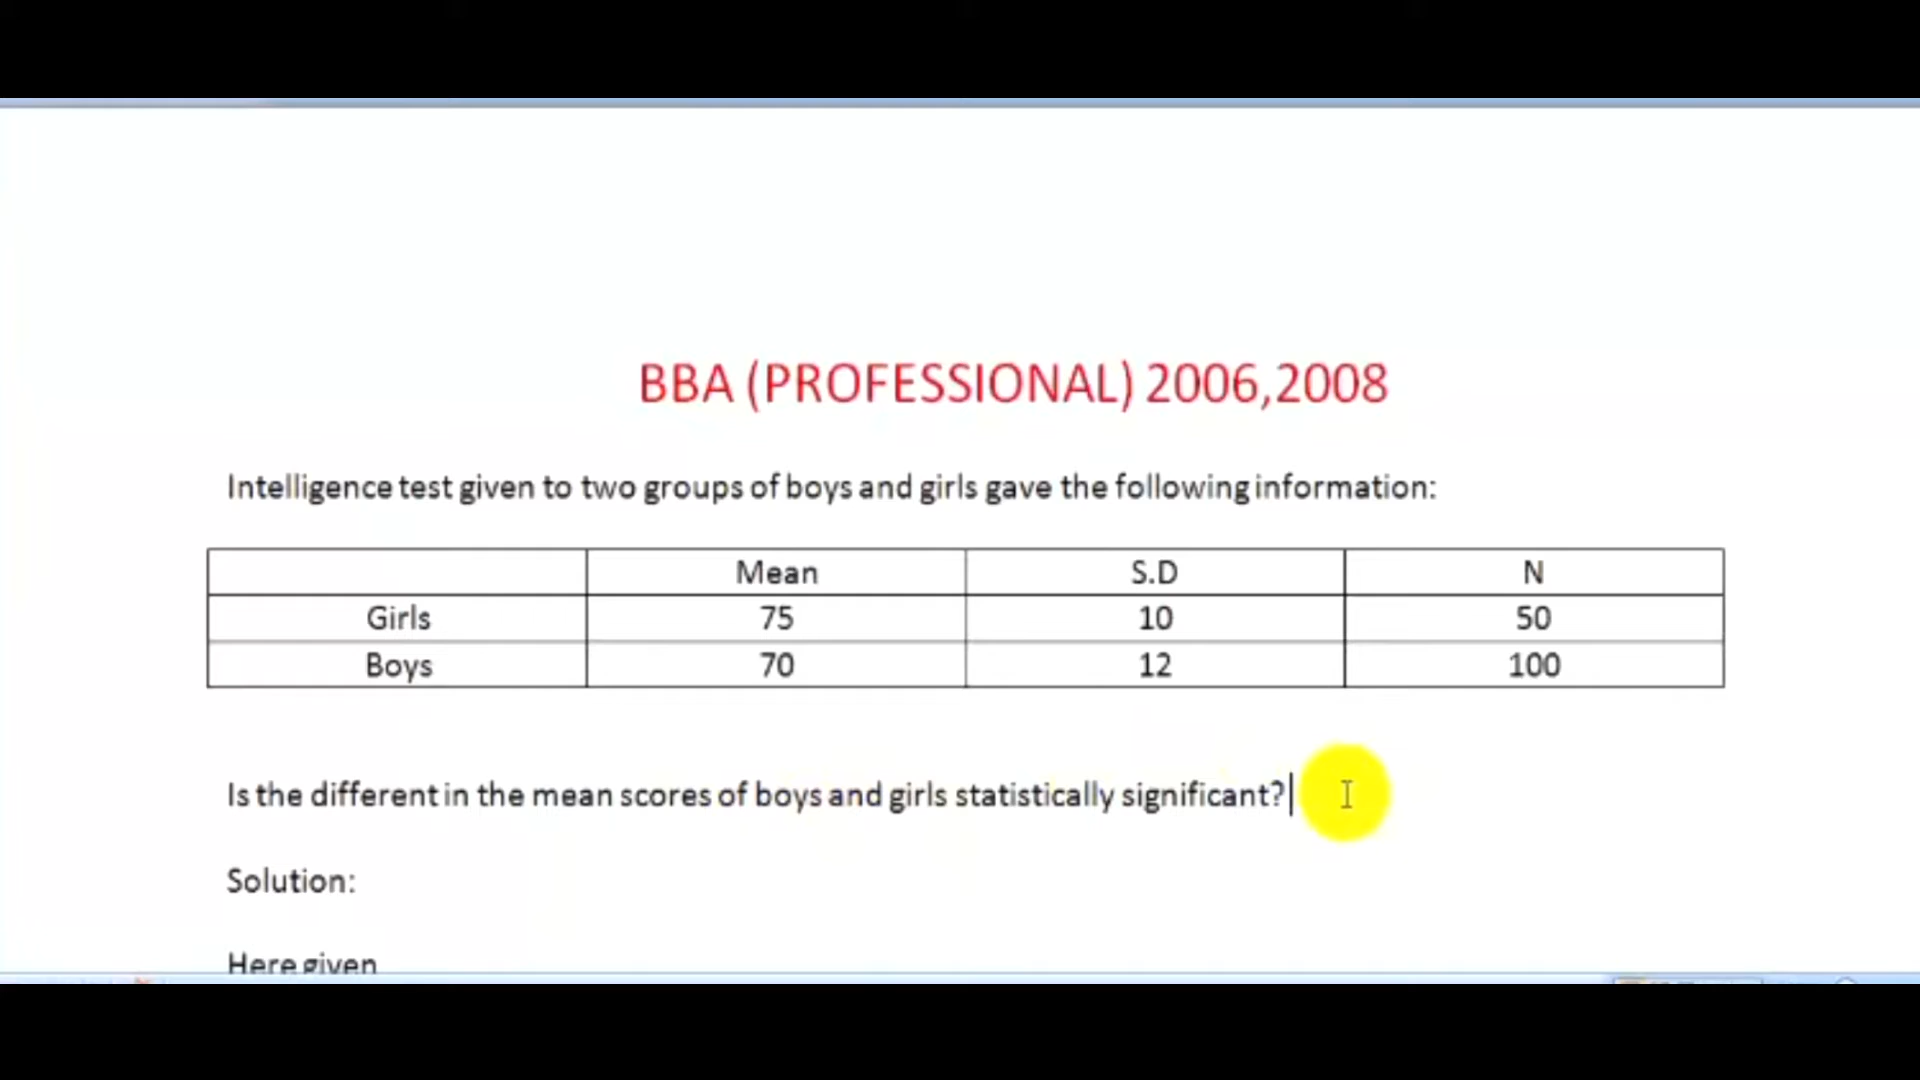 BBA (PROFESSIONAL) 2006,2008
Intelligence test given to two groups of boys and girls gave the following information:
Mean S.D N
Girls 75 10 50
Boys 70 12 100
Is the different in the mean scores of boys and girls statistically significant?
Solution:
Here given